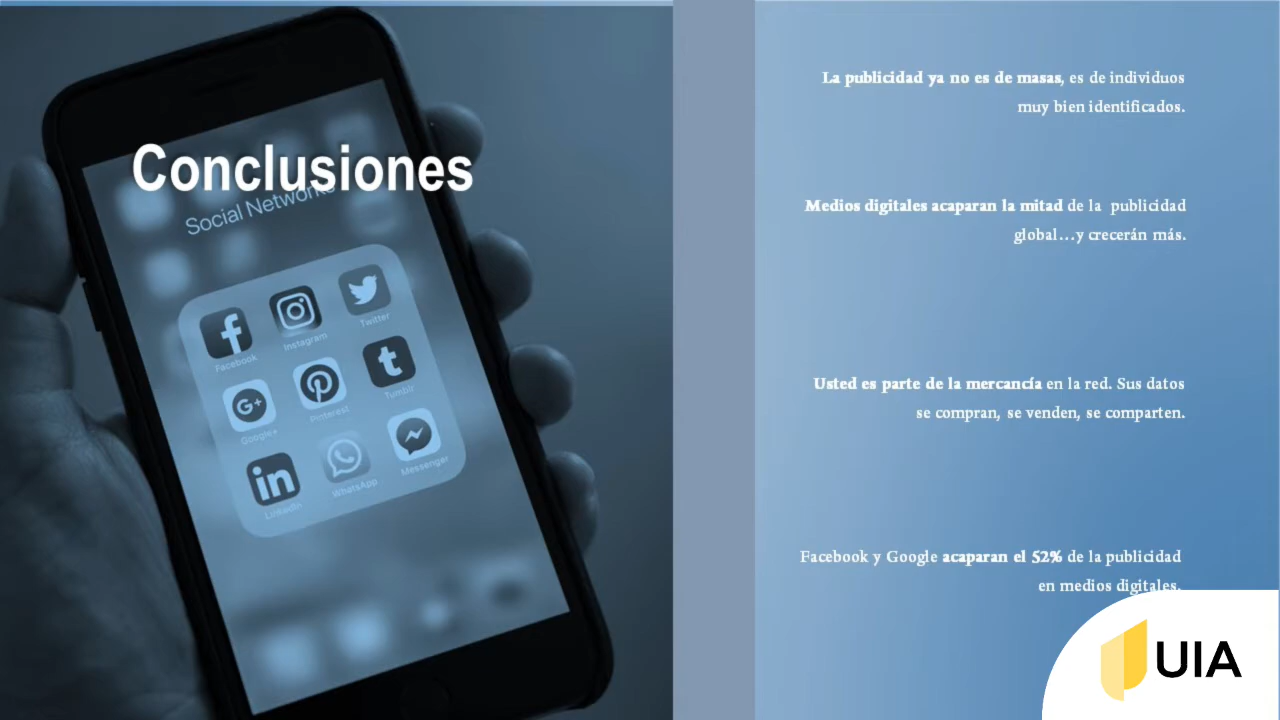 Conclusiones
Social Networks
Facebook
Instagram
Twitter
Google+
Pinterest
Tumblr
LinkedIn
WhatsApp
Messenger
La publicidad ya no es de masas, es de individuos
muy bien identificados.
Medios digitales acaparan la mitad de la publicidad
global...y crecerán más.
Usted es parte de la mercancía en la red. Sus datos
se compran, se venden, se comparten.
Facebook y Google acaparan el 52% de la publicidad
en medios digitales.
UIA